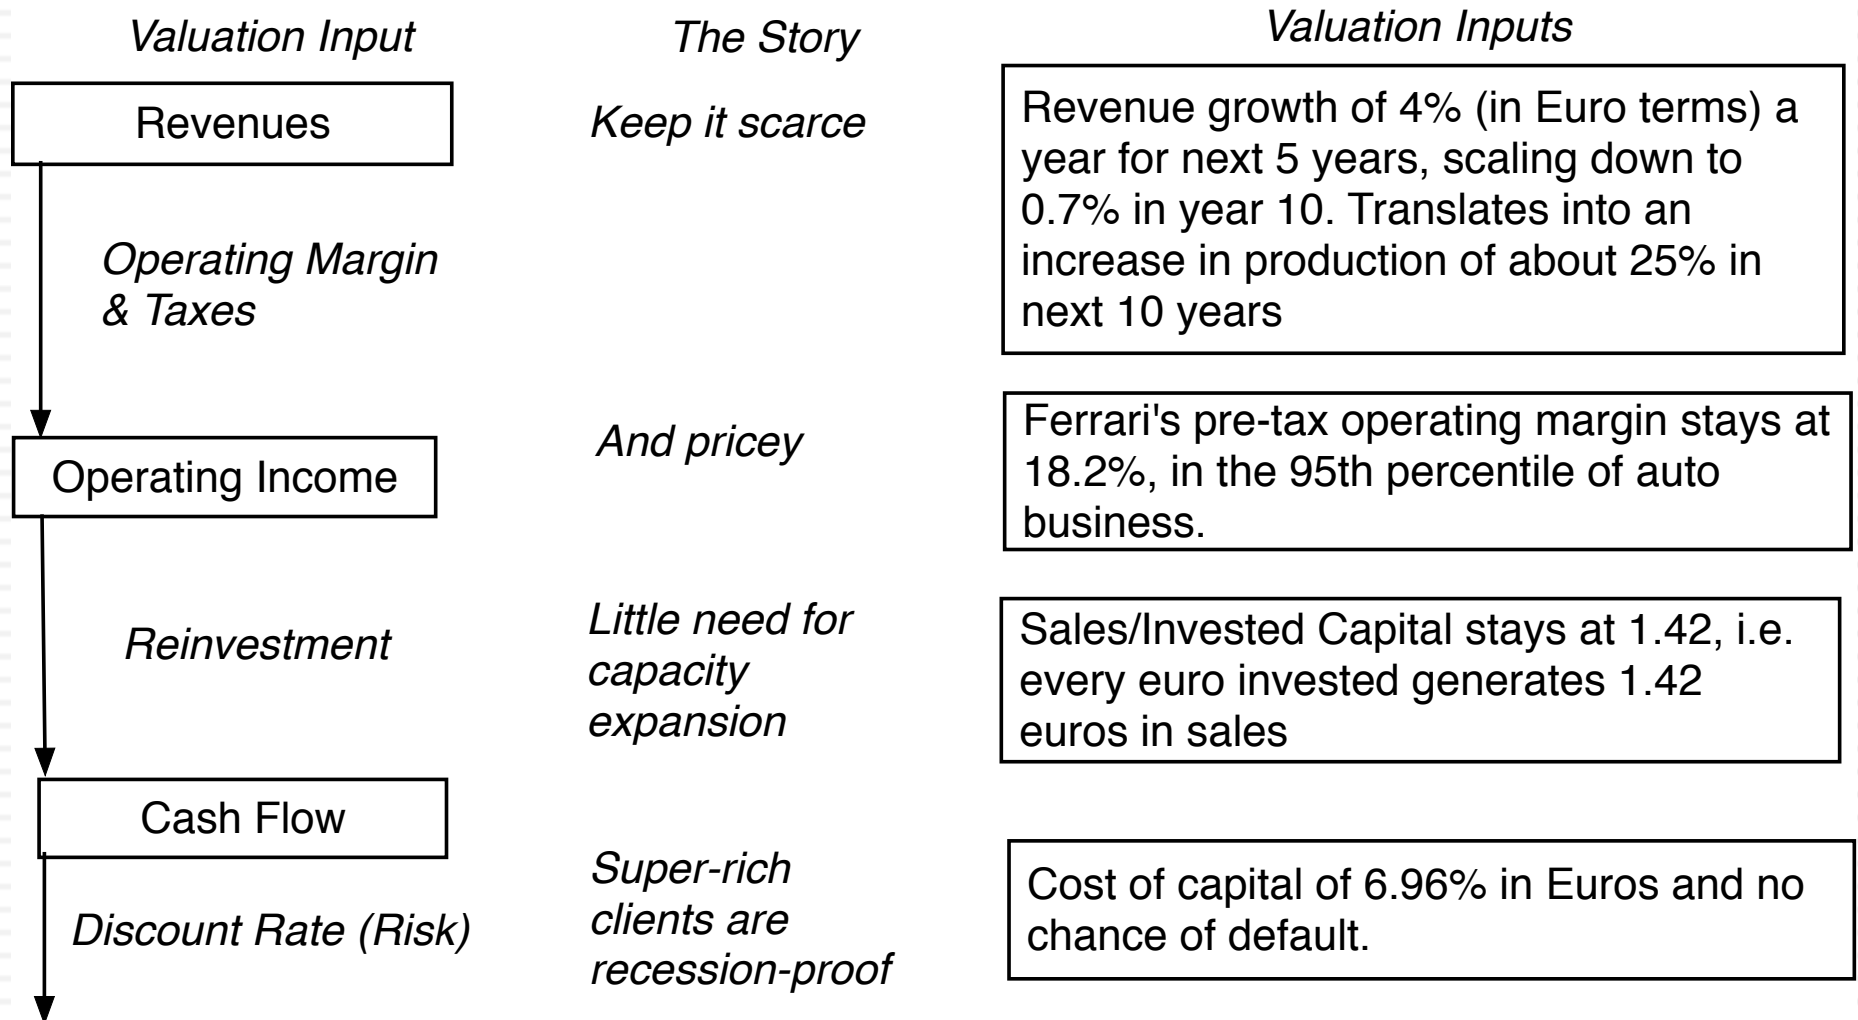 Valuation Input
The Story
Valuation Inputs
Revenues
Keep it scarce
Revenue growth of 4% (in Euro terms) a
year for next 5 years, scaling down to
0.7% in year 10. Translates into an
increase in production of about 25% in
next 10 years
Operating Margin
& Taxes
Operating Income
And pricey
Ferrari's pre-tax operating margin stays at
18.2%, in the 95th percentile of auto
business.
Reinvestment
Little need for
capacity
expansion
Sales/Invested Capital stays at 1.42, i.e.
every euro invested generates 1.42
euros in sales
Cash Flow
Discount Rate (Risk)
Super-rich
clients are
recession-proof
Cost of capital of 6.96% in Euros and no
chance of default.